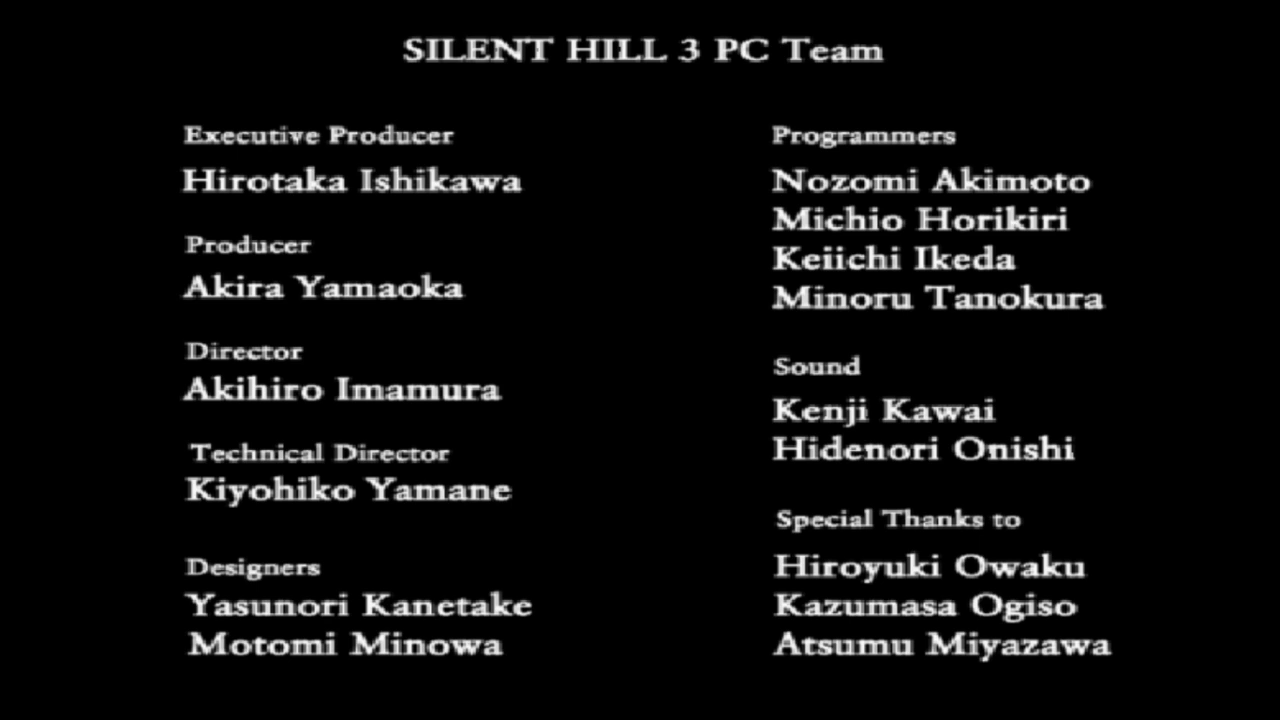 SILENT HILL 3 PC Team
Executive Producer
Hirotaka Ishikawa
Producer
Akira Yamaoka
Director
Akihiro Imamura
Technical Director
Kiyohiko Yamane
Designers
Yasunori Kanetake
Motomi Minowa
Programmers
Nozomi Akimoto
Michio Horikiri
Keiichi Ikeda
Minoru Tanokura
Sound
Kenji Kawai
Hidenori Onishi
Special Thanks to
Hiroyuki Owaku
Kazumasa Ogiso
Atsumu Miyazawa